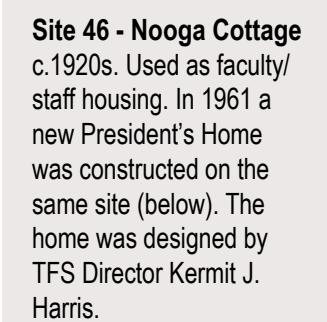 Site 46 - Nooga Cottage
c.1920s. Used as faculty/
staff housing. In 1961 a
new President's Home
was constructed on the
same site (below). The
home was designed by
TFS Director Kermit J.
Harris.